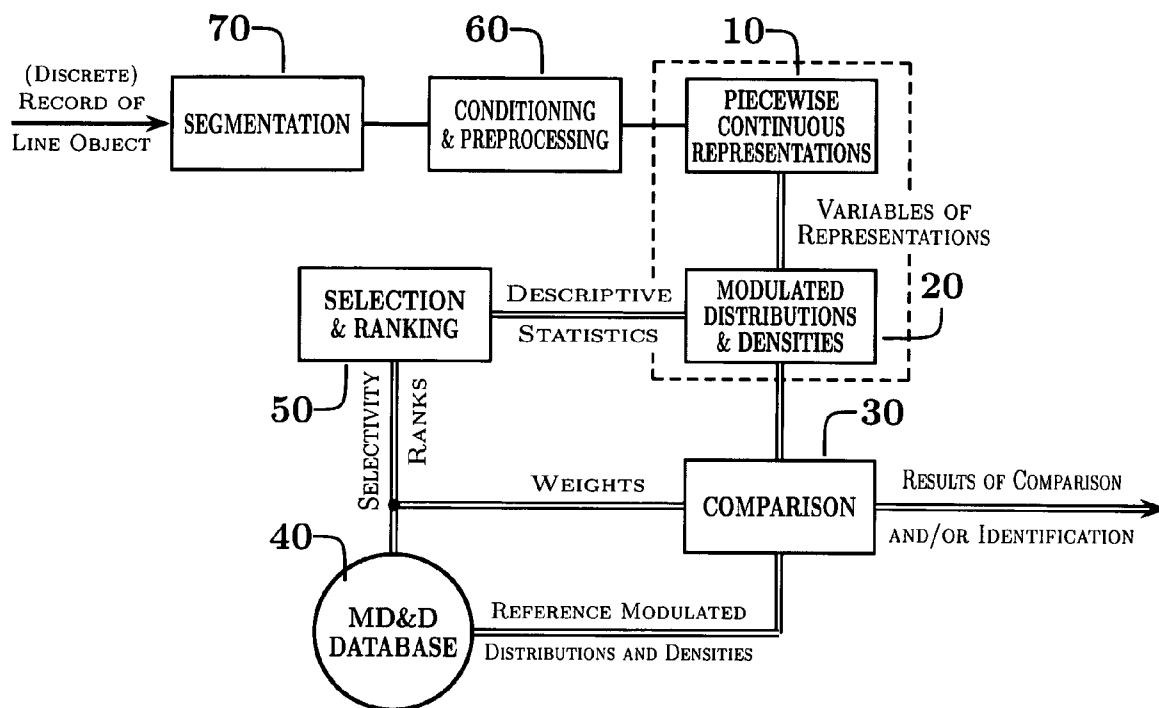 70
60
10
(Discrete)
Record of
Line Object
SEGMENTATION
CONDITIONING
& PREPROCESSING
PIECEWISE
CONTINUOUS
REPRESENTATIONS
Variables of
Representations
SELECTION
& RANKING
Descriptive
Statistics
MODULATED
DISTRIBUTIONS
& DENSITIES
20
50
Selectivity
Ranks
30
Weights
COMPARISON
Results of Comparison
and/or Identification
40
MD&D
DATABASE
Reference Modulated
Distributions and Densities